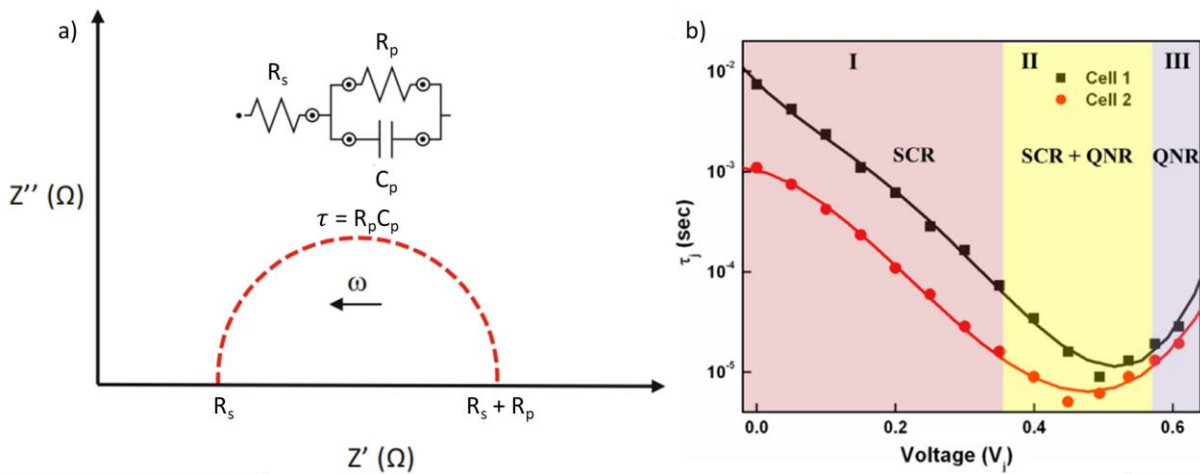 a)
R_p
R_s
C_p
τ = R_pC_p
Z'' (Ω)
ω
R_s
R_s + R_p
Z' (Ω)
b)
I
II
III
Cell 1
Cell 2
SCR
SCR + QNR
QNR
10^-2
10^-3
10^-4
10^-5
τ_j (sec)
0.0
0.2
0.4
0.6
Voltage (V_j)